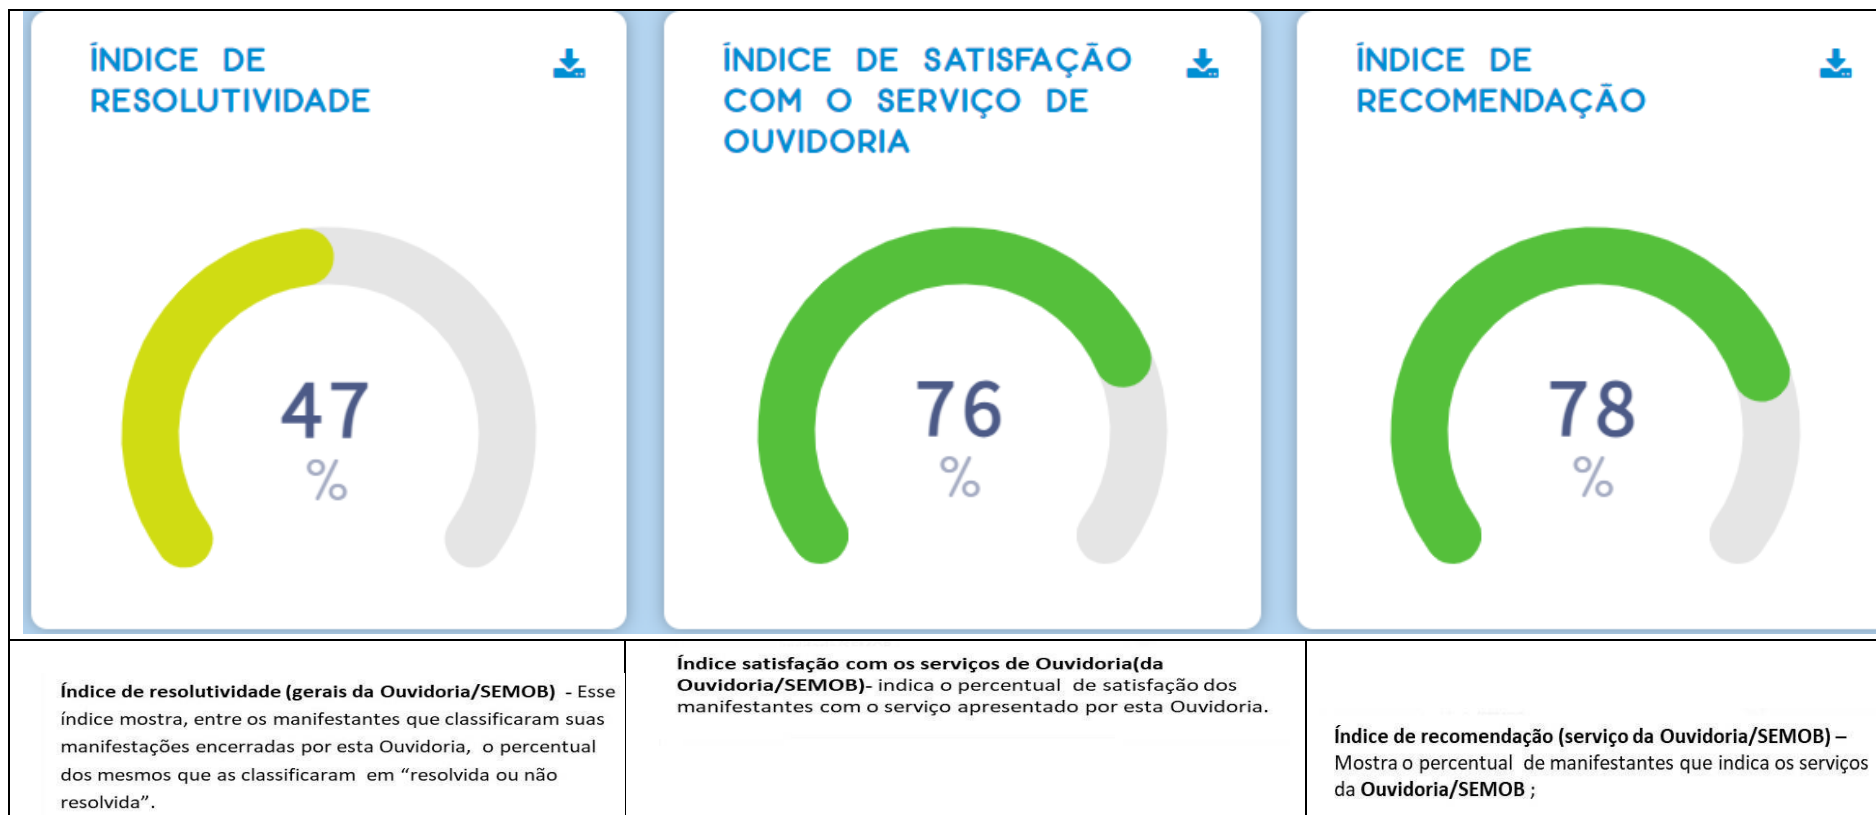 ÍNDICE DE
RESOLUTIVIDADE
47
%
ÍNDICE DE SATISFAÇÃO
COM O SERVIÇO DE
OUVIDORIA
76
%
ÍNDICE DE
RECOMENDAÇÃO
78
%
Índice de resolutividade (gerais da Ouvidoria/SEMOB) - Esse
índice mostra, entre os manifestantes que classificaram suas
manifestações encerradas por esta Ouvidoria, o percentual
dos mesmos que as classificaram em “resolvida ou não
resolvida”.
Índice satisfação com os serviços de Ouvidoria(da
Ouvidoria/SEMOB)- indica o percentual de satisfação dos
manifestantes com o serviço apresentado por esta Ouvidoria.
Índice de recomendação (serviço da Ouvidoria/SEMOB) –
Mostra o percentual de manifestantes que indica os serviços
da Ouvidoria/SEMOB ;